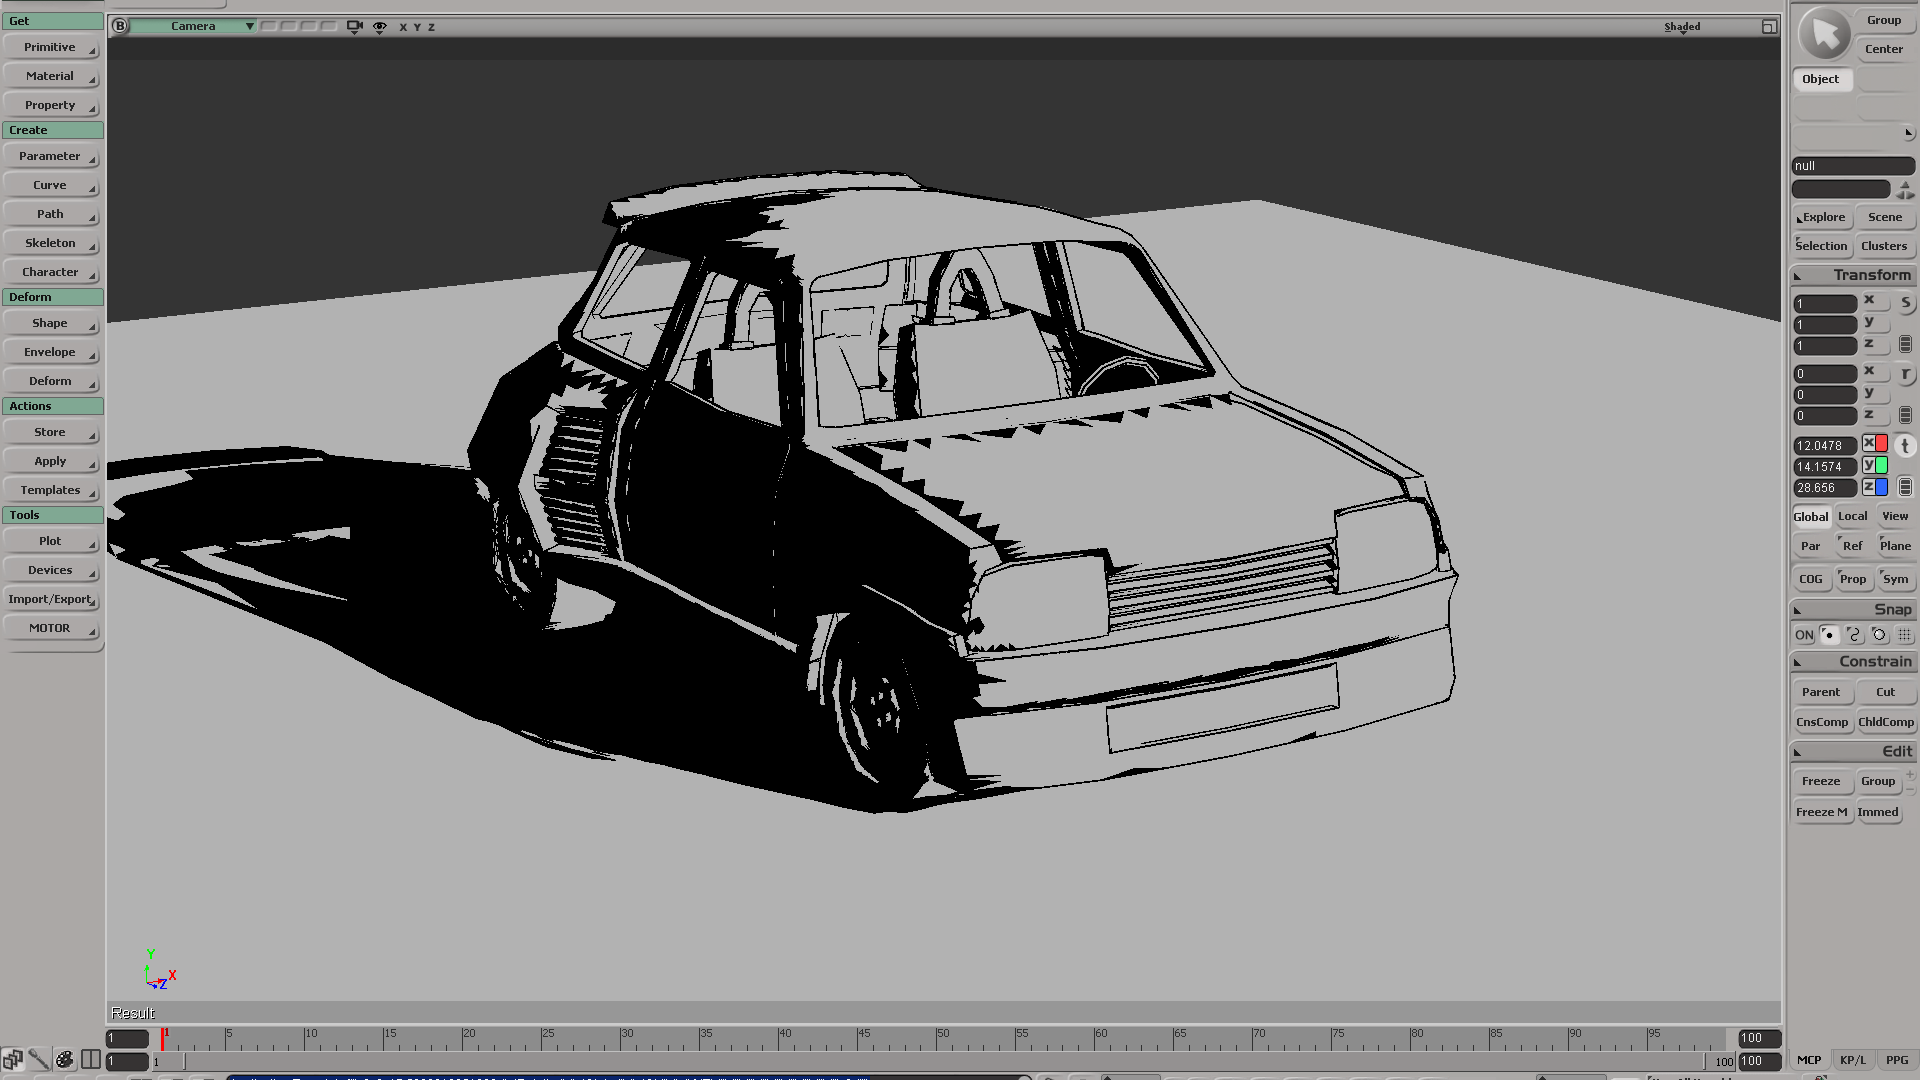 Get
Primitive
Material
Property
Create
Parameter
Curve
Path
Skeleton
Character
Deform
Shape
Envelope
Deform
Actions
Store
Apply
Templates
Tools
Plot
Devices
Import/Export
MOTOR
B Camera X Y Z Shaded
Y
X
Z
Result
1 1 5 10 15 20 25 30 35 40 45 50 55 60 65 70 75 80 85 90 95 100
1 1 100 100
Group
Center
Object
null
Explore Scene
Selection Clusters
Transform
1 x S
1 y
1 z
0 x r
0 y
0 z
12.0478 x t
14.1574 y
28.656 z
Global Local View
Par Ref Plane
COG Prop Sym
Snap
ON
Constrain
Parent Cut
CnsComp ChldComp
Edit
Freeze Group + -
Freeze M Immed
MCP KP/L PPG